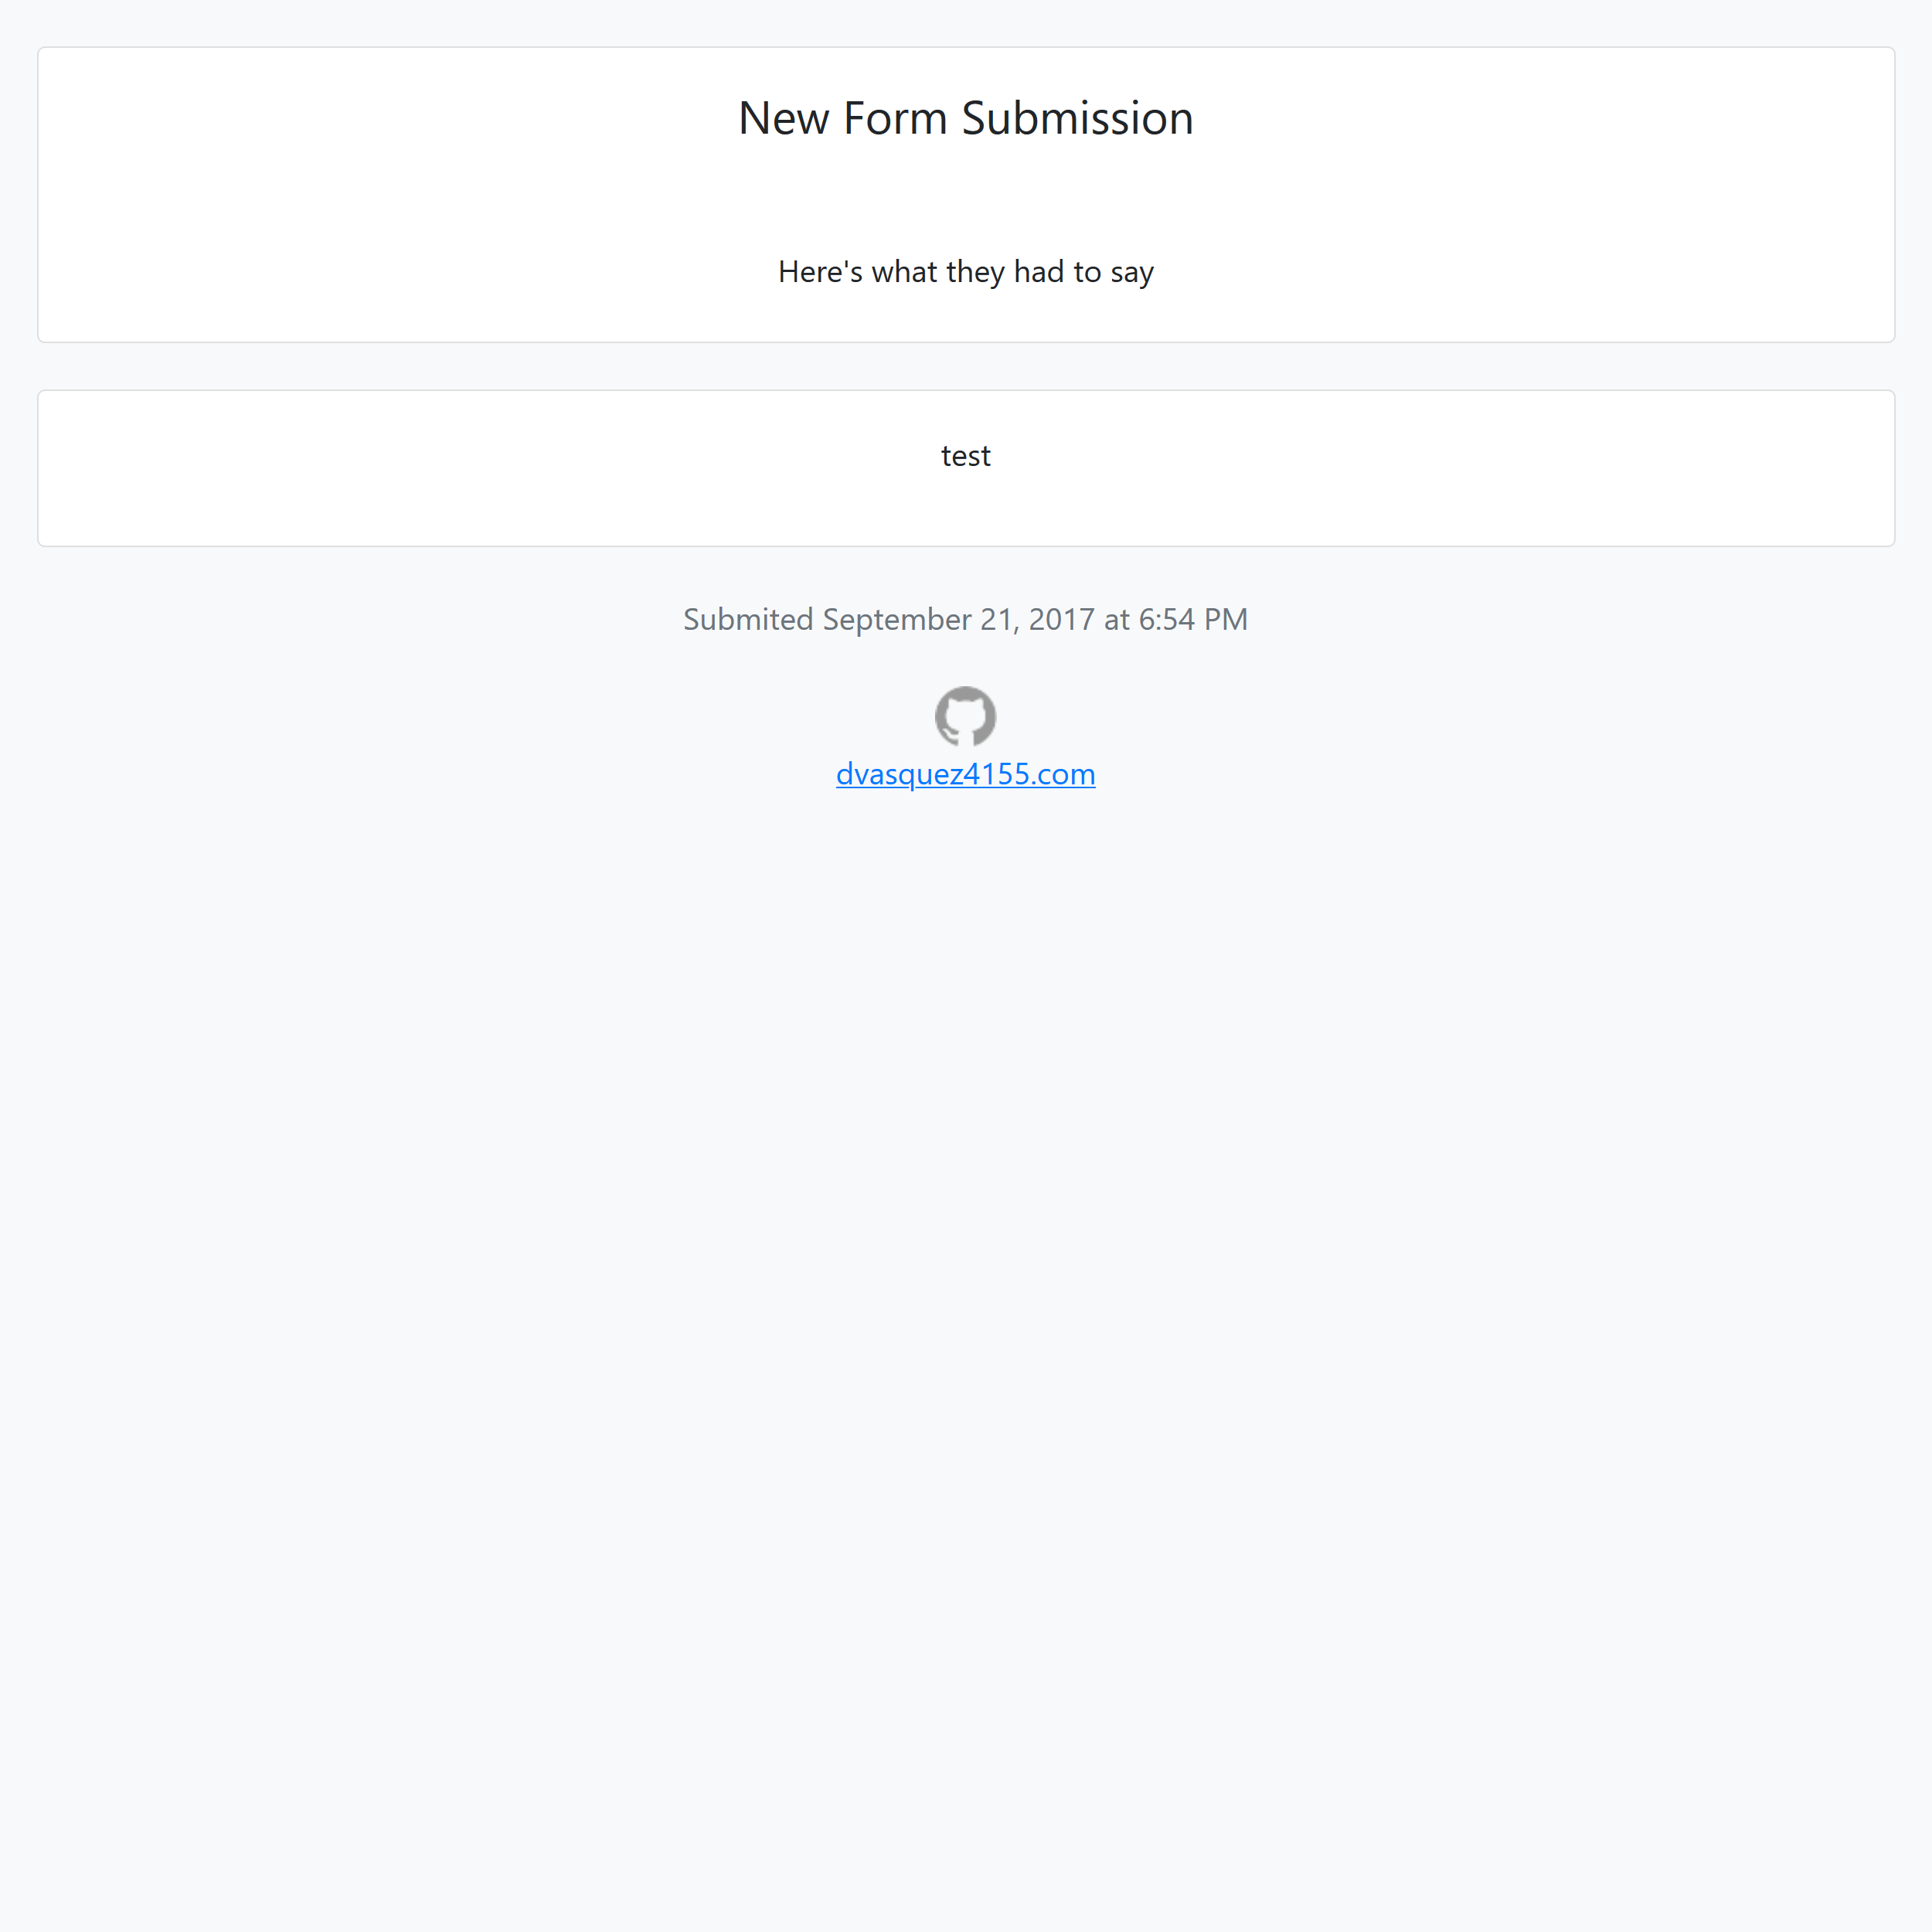 New Form Submission
Here's what they had to say
test
Submited September 21, 2017 at 6:54 PM
dvasquez4155.com